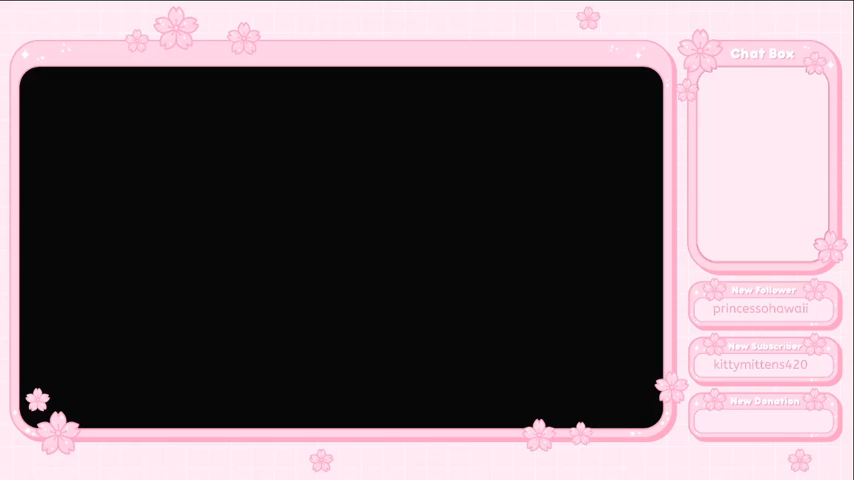 Chat Box
New Follower
princessohawaii
New Subscriber
kittymittens420
New Donation